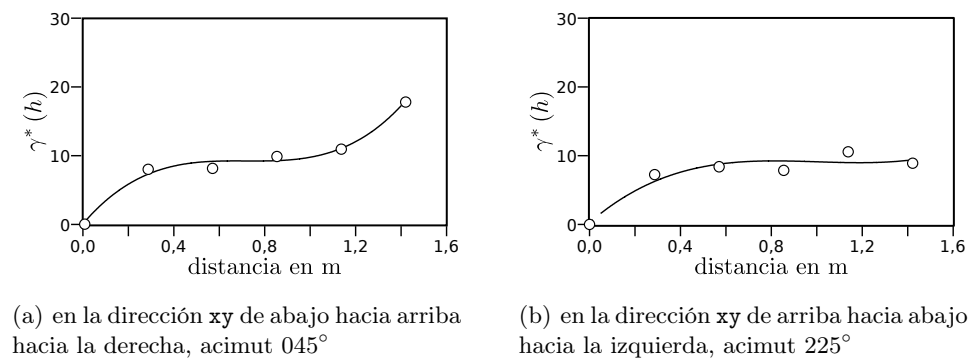 30
20
10
0
γ* (h)
0,0 0,4 0,8 1,2 1,6
distancia en m
(a) en la dirección xy de abajo hacia arriba
hacia la derecha, acimut 045°
30
20
10
0
γ* (h)
0,0 0,4 0,8 1,2 1,6
distancia en m
(b) en la dirección xy de arriba hacia abajo
hacia la izquierda, acimut 225°